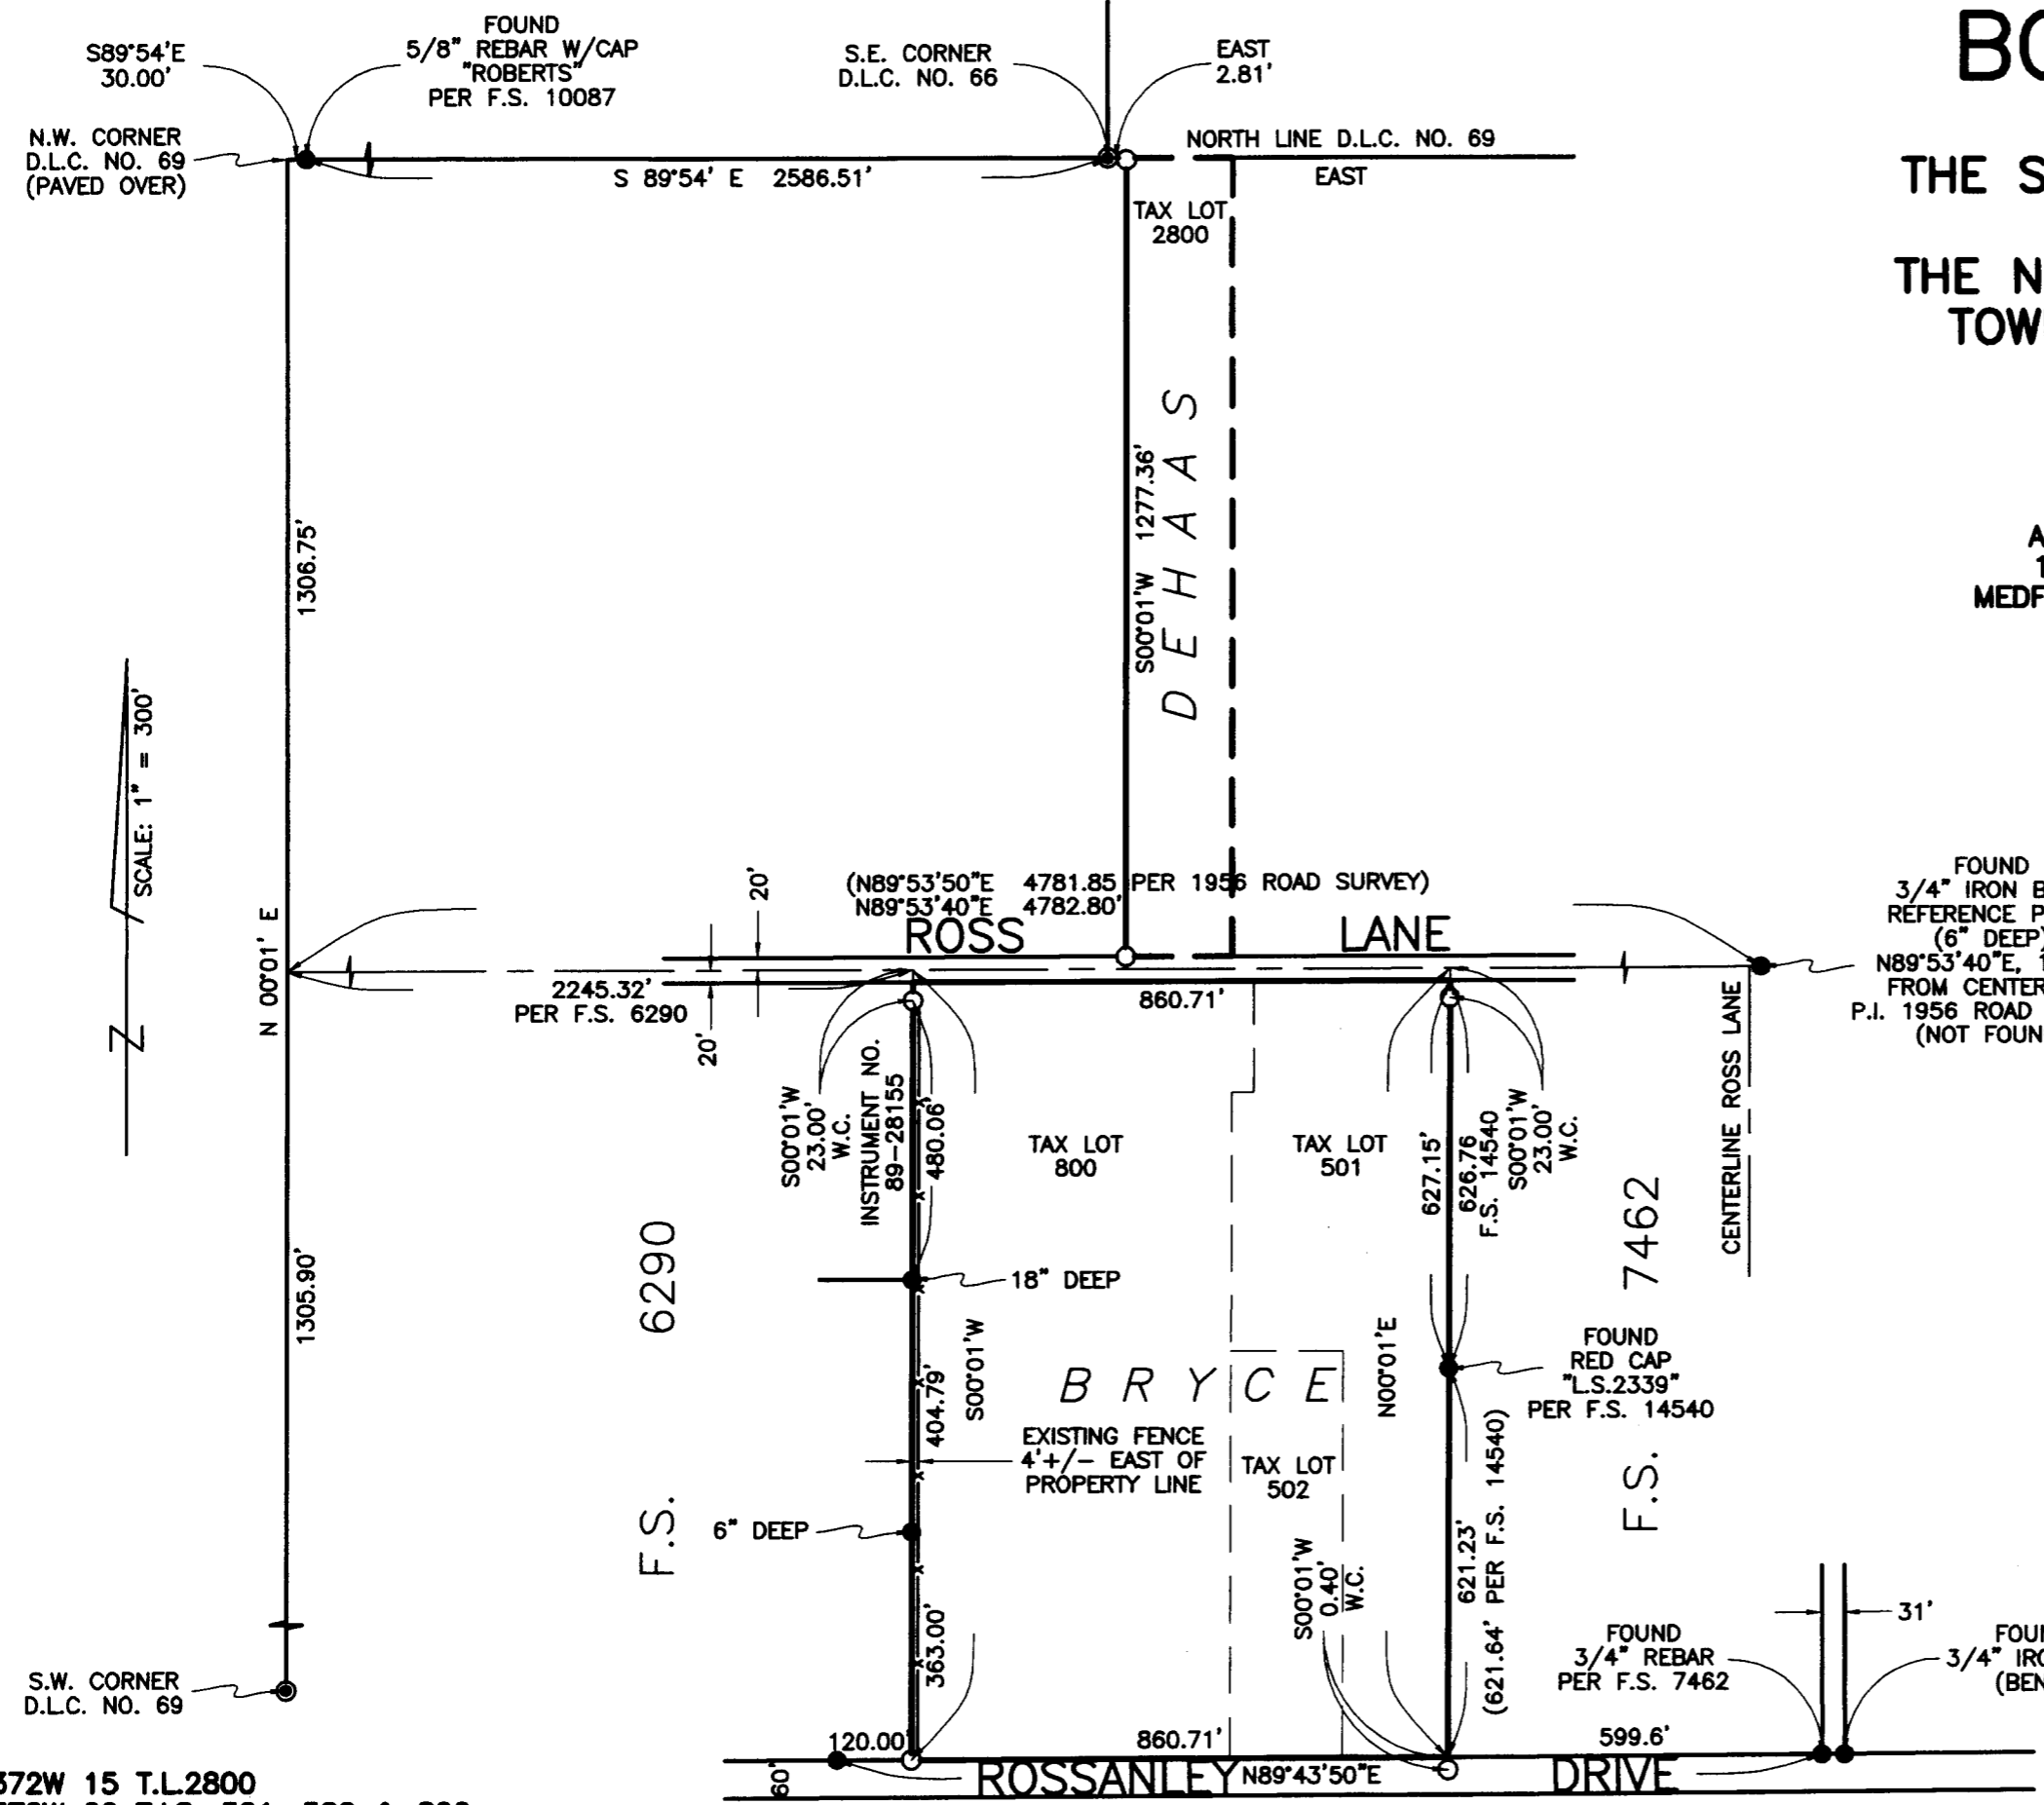 S89°54'E
30.00'
FOUND
5/8" REBAR W/CAP
"ROBERTS"
PER F.S. 10087
S.E. CORNER
D.L.C. NO. 66
EAST
2.81'
BO
N.W. CORNER
D.L.C. NO. 69
(PAVED OVER)
NORTH LINE D.L.C. NO. 69
EAST
S 89°54' E 2586.51'
THE S
TAX LOT
2800
THE N
TOW
1306.75'
S00°01'W 1277.36'
DEHAAS
A
1
MEDF
SCALE: 1" = 300'
N
N 00°01' E
20'
20'
(N89°53'50"E 4781.85 PER 1956 ROAD SURVEY)
N89°53'40"E 4782.80'
ROSS LANE
2245.32'
PER F.S. 6290
860.71'
FOUND
3/4" IRON B
REFERENCE P
(6" DEEP)
N89°53'40"E, 1
FROM CENTER
P.I. 1956 ROAD
(NOT FOUN
CENTERLINE ROSS LANE
S00°01'W
23.00'
W.C.
INSTRUMENT NO.
89-28155
480.06'
TAX LOT
800
TAX LOT
501
627.15'
626.76
F.S. 14540
S00°01'W
23.00'
W.C.
1305.90'
F.S. 6290
18" DEEP
S00°01'W
404.79'
BRYCE
N00°01'E
FOUND
RED CAP
"L.S.2339"
PER F.S. 14540
F.S. 7462
EXISTING FENCE
4'+/- EAST OF
PROPERTY LINE
TAX LOT
502
6" DEEP
363.00'
S00°01'W
0.40'
W.C.
621.23'
(621.64' PER F.S. 14540)
31'
FOUND
3/4" REBAR
PER F.S. 7462
FOUN
3/4" IRO
(BEN
S.W. CORNER
D.L.C. NO. 69
120.00'
860.71'
599.6'
60'
ROSSANLEY N89°43'50"E DRIVE
372W 15 T.L.2800